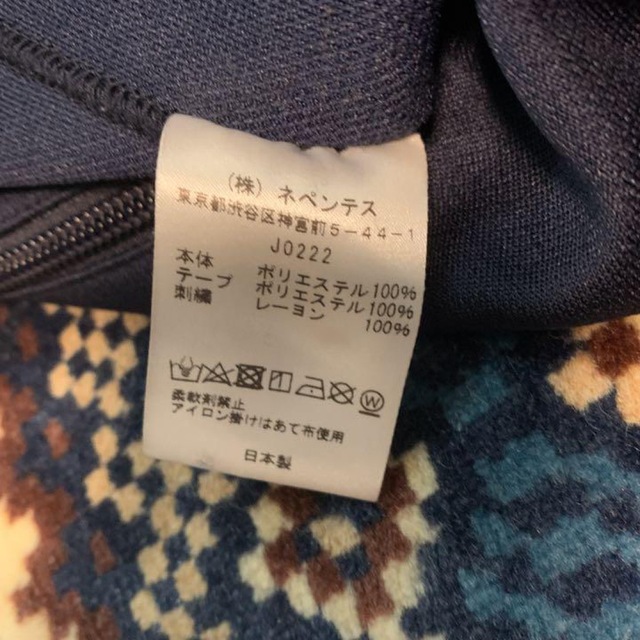 (株) ネペンテス
東京都渋谷区神宮前5-44-1
J0222
本体 ポリエステル100%
テープ ポリエステル100%
刺繍 レーヨン 100%
柔軟剤禁止
アイロン掛けはあて布使用
日本製